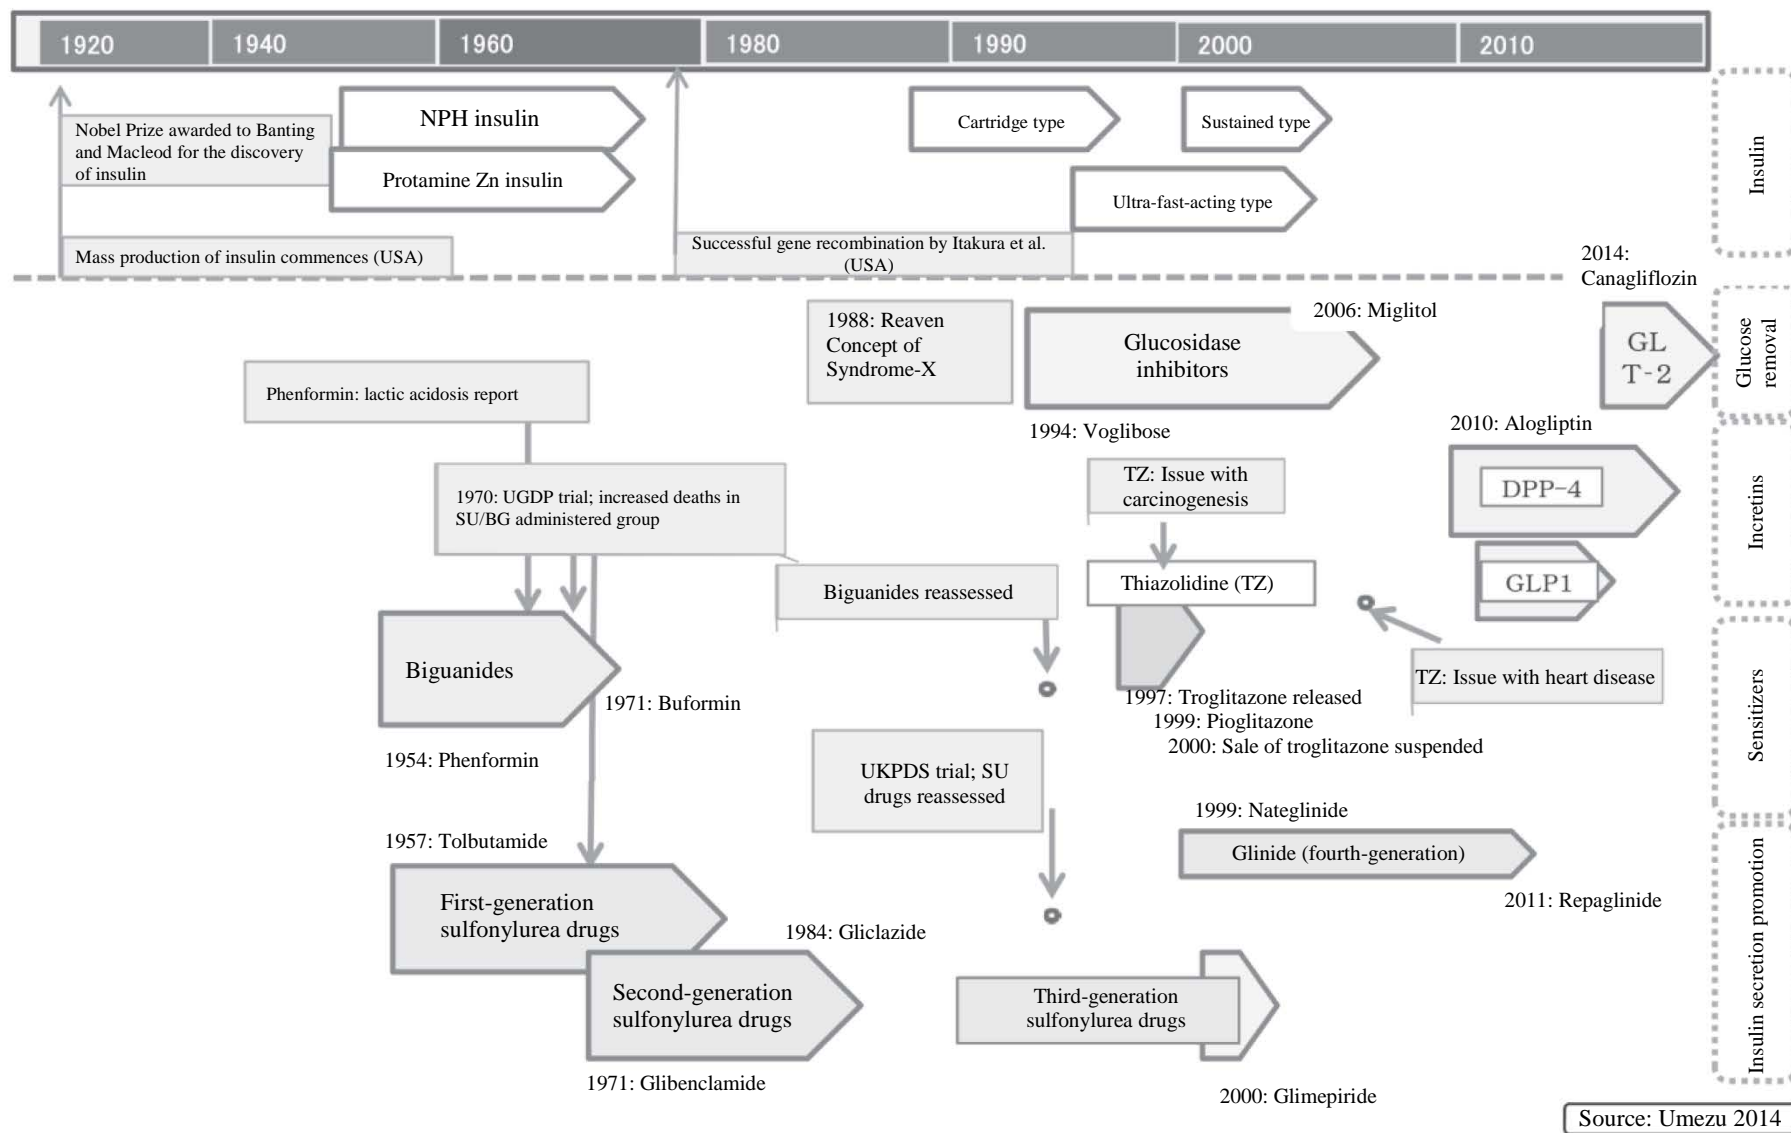 1920
1940
1960
1980
1990
2000
2010
Nobel Prize awarded to Banting
and Macleod for the discovery
of insulin
NPH insulin
Protamine Zn insulin
Cartridge type
Sustained type
Ultra-fast-acting type
Insulin
Mass production of insulin commences (USA)
Successful gene recombination by Itakura et al.
(USA)
2014:
Canagliflozin
1988: Reaven
Concept of
Syndrome-X
Glucosidase
inhibitors
2006: Miglitol
GL
T-2
Glucose
removal
Phenformin: lactic acidosis report
1994: Voglibose
2010: Alogliptin
1970: UGDP trial; increased deaths in
SU/BG administered group
TZ: Issue with
carcinogenesis
DPP-4
Incretins
Biguanides reassessed
Thiazolidine (TZ)
GLP1
Biguanides
1971: Buformin
1954: Phenformin
1997: Troglitazone released
1999: Pioglitazone
2000: Sale of troglitazone suspended
TZ: Issue with heart disease
Sensitizers
UKPDS trial; SU
drugs reassessed
1957: Tolbutamide
1999: Nateglinide
Glinide (fourth-generation)
2011: Repaglinide
First-generation
sulfonylurea drugs
1984: Gliclazide
Second-generation
sulfonylurea drugs
Third-generation
sulfonylurea drugs
1971: Glibenclamide
2000: Glimepiride
Insulin secretion promotion
Source: Umezu 2014